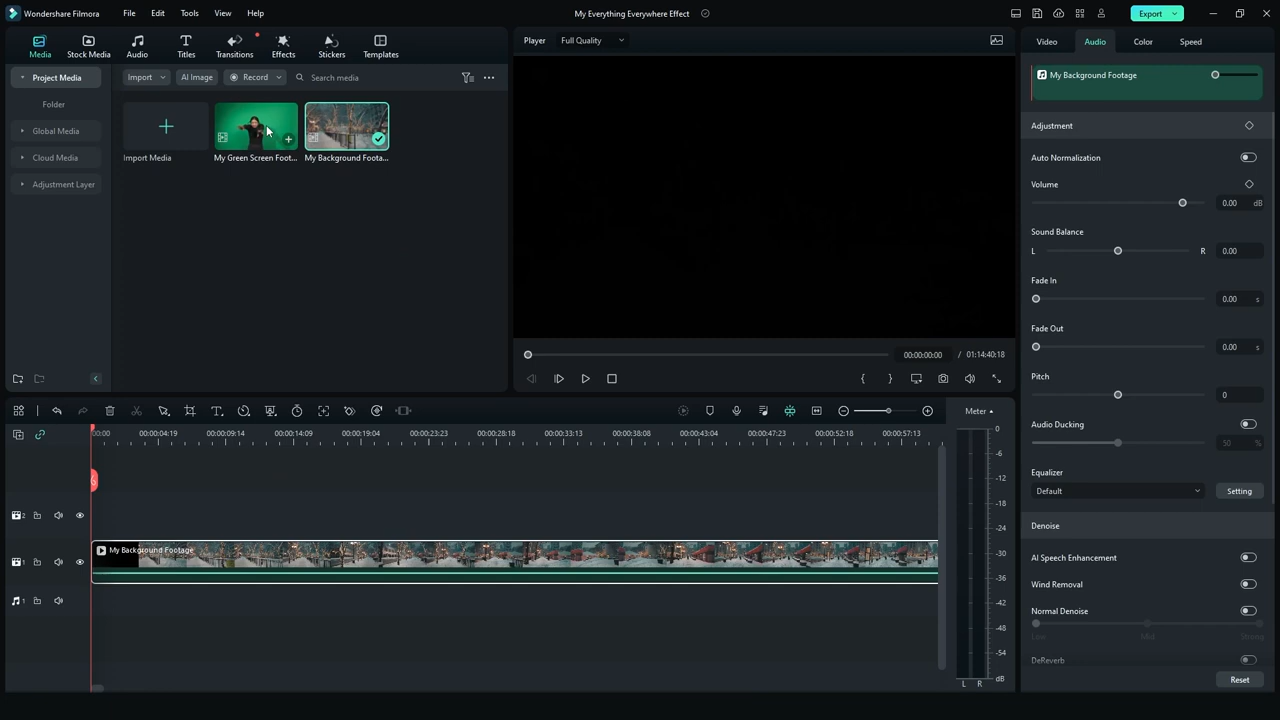 Wondershare Filmora File Edit Tools View Help My Everything Everywhere Effect Export
Media Stock Media Audio Titles Transitions Effects Stickers Templates
Player Full Quality
Video Audio Color Speed
Project Media
Import AI Image Record Search media
My Background Footage
Folder
Global Media
Cloud Media
Adjustment Layer
Import Media My Green Screen Foot... My Background Foota...
Adjustment
Auto Normalization
Volume
0.00 dB
Sound Balance
L R 0.00
Fade In
0.00 s
Fade Out
0.00 s
Pitch
0
Audio Ducking
50 %
Equalizer
Default Setting
Denoise
AI Speech Enhancement
Wind Removal
Normal Denoise
Low Mid Strong
DeReverb
Reset
00:00:00:00 / 01:14:40:18
Meter
00:00 00:00:04:19 00:00:09:14 00:00:14:09 00:00:19:04 00:00:23:23 00:00:28:18 00:00:33:13 00:00:38:08 00:00:43:04 00:00:47:23 00:00:52:18 00:00:57:13
2
1
My Background Footage
1
0
-6
-12
-18
-24
-30
-36
-42
-48
-54
dB
L R